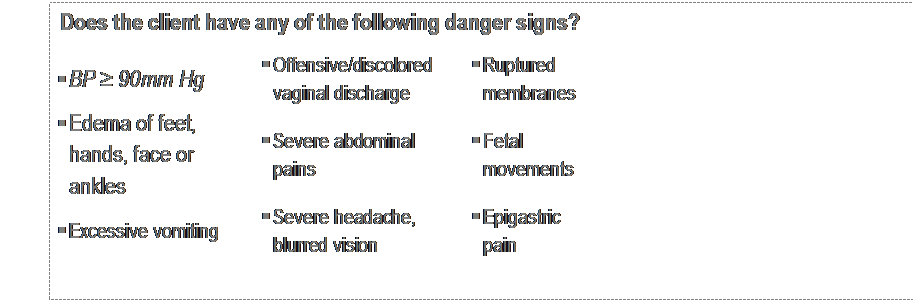 Does the client have any of the following danger signs?
▪ BP ≥ 90mm Hg
▪ Edema of feet,
hands, face or
ankles
▪ Excessive vomiting
▪ Offensive/discolored
vaginal discharge
▪ Severe abdominal
pains
▪ Severe headache,
blurred vision
▪ Ruptured
membranes
▪ Fetal
movements
▪ Epigastric
pain